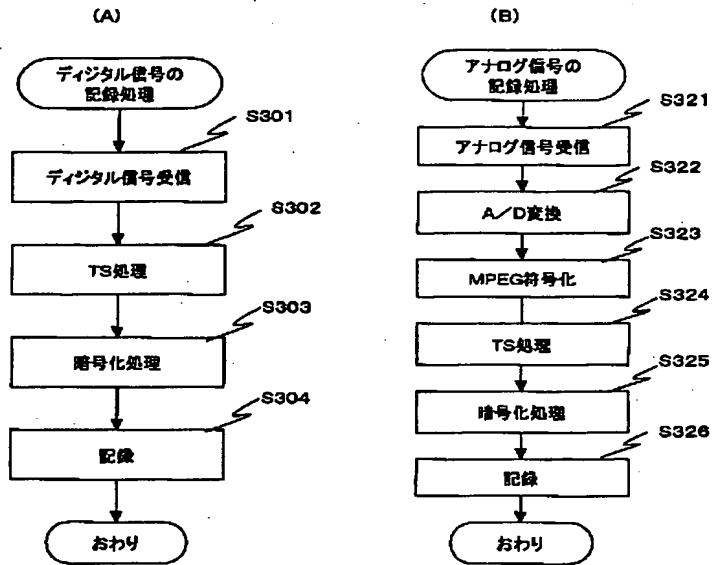 (A)
ディジタル信号の
記録処理
S301
ディジタル信号受信
S302
TS処理
S303
暗号化処理
S304
記録
おわり
(B)
アナログ信号の
記録処理
S321
アナログ信号受信
S322
A/D変換
S323
MPEG符号化
S324
TS処理
S325
暗号化処理
S326
記録
おわり